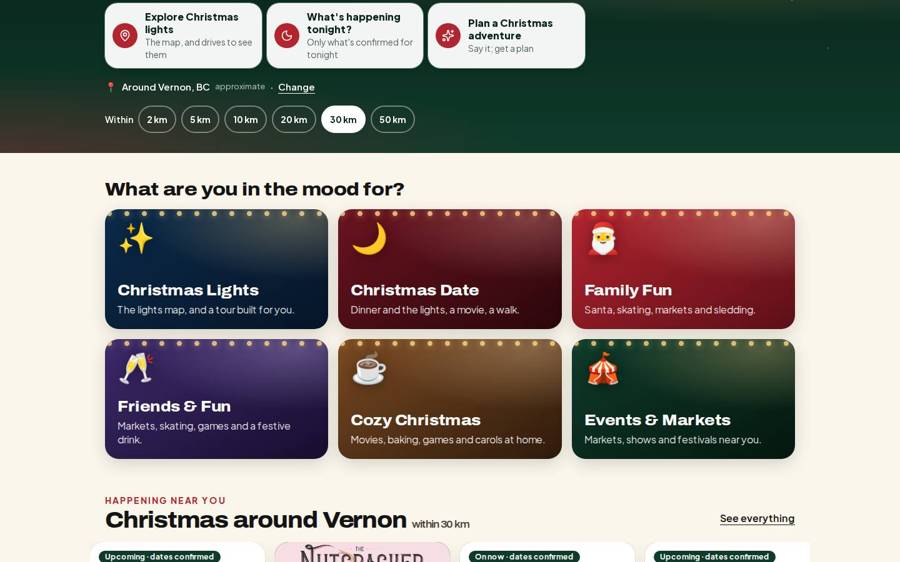 Explore Christmas
lights
The map, and drives to see
them
What's happening
tonight?
Only what's confirmed for
tonight
Plan a Christmas
adventure
Say it; get a plan
Around Vernon, BC approximate · Change
Within 2 km 5 km 10 km 20 km 30 km 50 km
What are you in the mood for?
Christmas Lights
The lights map, and a tour built for you.
Christmas Date
Dinner and the lights, a movie, a walk.
Family Fun
Santa, skating, markets and sledding.
Friends & Fun
Markets, skating, games and a festive
drink.
Cozy Christmas
Movies, baking, games and carols at home.
Events & Markets
Markets, shows and festivals near you.
HAPPENING NEAR YOU
Christmas around Vernon within 30 km
See everything
Upcoming · dates confirmed
THE
NUTCRACKER
On now · dates confirmed
Upcoming · dates confirmed